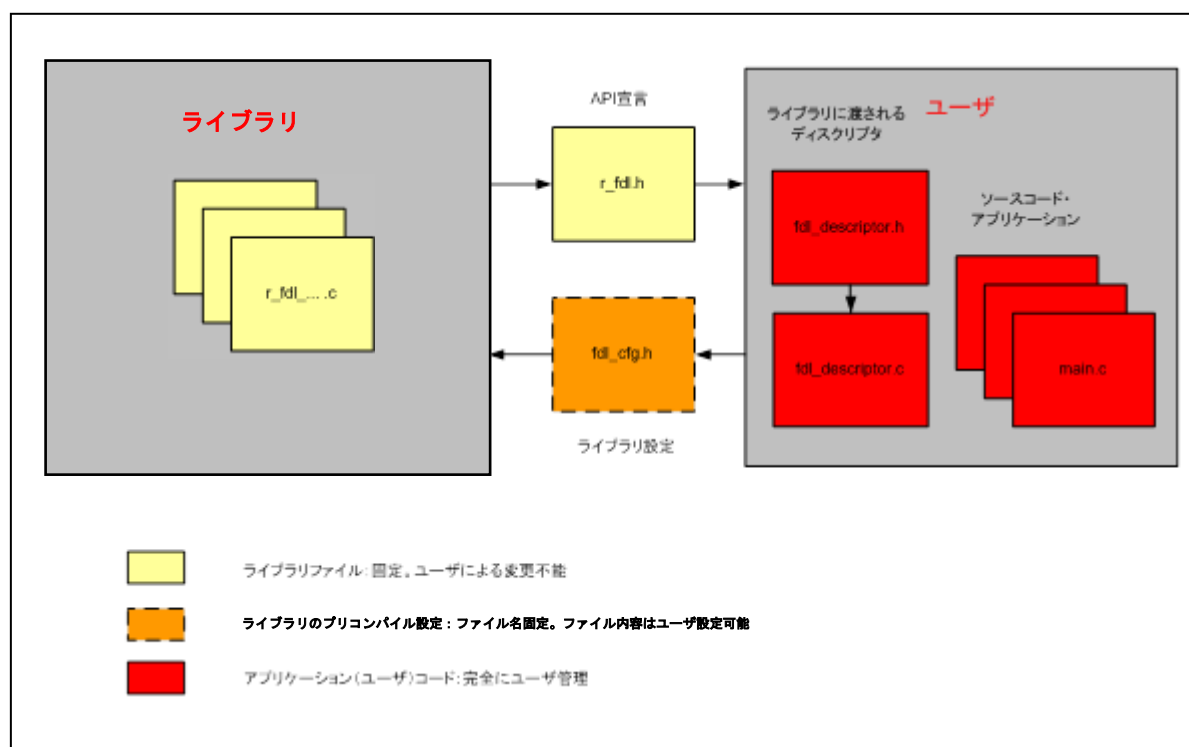 ライブラリ
r_fdl_... .c
API宣言
r_fdl.h
fdl_cfg.h
ライブラリ設定
ライブラリに渡される
ディスクリプタ
ユーザ
fdl_descriptor.h
fdl_descriptor.c
ソースコード・
アプリケーション
main.c
ライブラリファイル:固定。ユーザによる変更不能
ライブラリのプリコンパイル設定：ファイル名固定。ファイル内容はユーザ設定可能
アプリケーション(ユーザ)コード:完全にユーザ管理